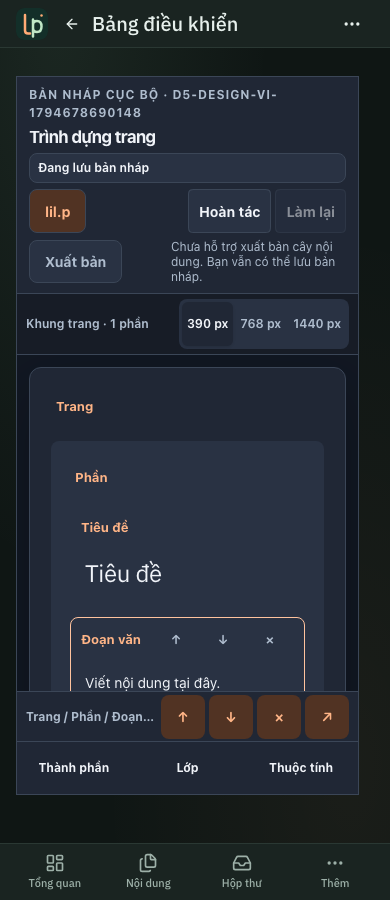 lp
← Bảng điều khiển
BẢN NHÁP CỤC BỘ · D5-DESIGN-VI-
1794678690148
Trình dựng trang
Đang lưu bản nháp
lil.p
Hoàn tác
Làm lại
Xuất bản
Chưa hỗ trợ xuất bản cây nội
dung. Bạn vẫn có thể lưu bản
nháp.
Khung trang · 1 phần
390 px
768 px
1440 px
Trang
Phần
Tiêu đề
Tiêu đề
Đoạn văn ↑ ↓ ×
Viết nội dung tại đây.
Trang / Phần / Đoạn... ↑ ↓ × ↗
Thành phần
Lớp
Thuộc tính
Tổng quan
Nội dung
Hộp thư
Thêm